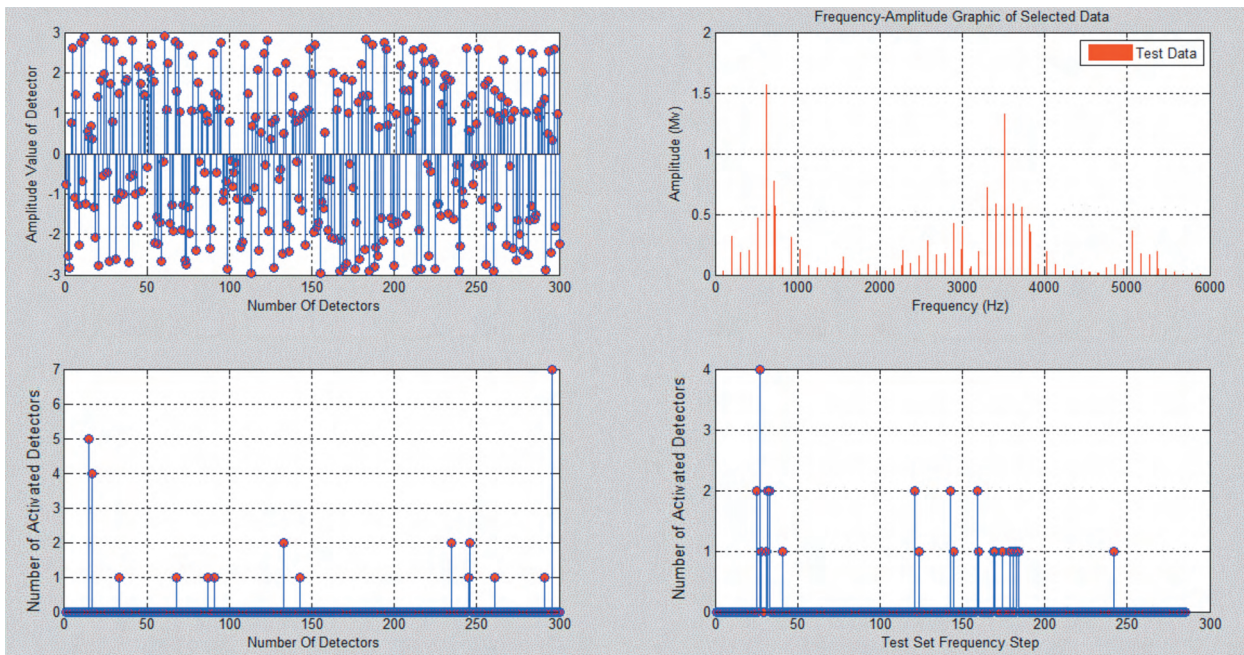 3
2
1
0
-1
-2
-3
Amplitude Value of Detector
0 50 100 150 200 250 300
Number Of Detectors
Frequency-Amplitude Graphic of Selected Data
2
1.5
1
0.5
0
Amplitude (Mv)
Test Data
0 1000 2000 3000 4000 5000 6000
Frequency (Hz)
7
6
5
4
3
2
1
0
Number of Activated Detectors
0 50 100 150 200 250 300
Number Of Detectors
4
3
2
1
0
Number of Activated Detectors
0 50 100 150 200 250 300
Test Set Frequency Step